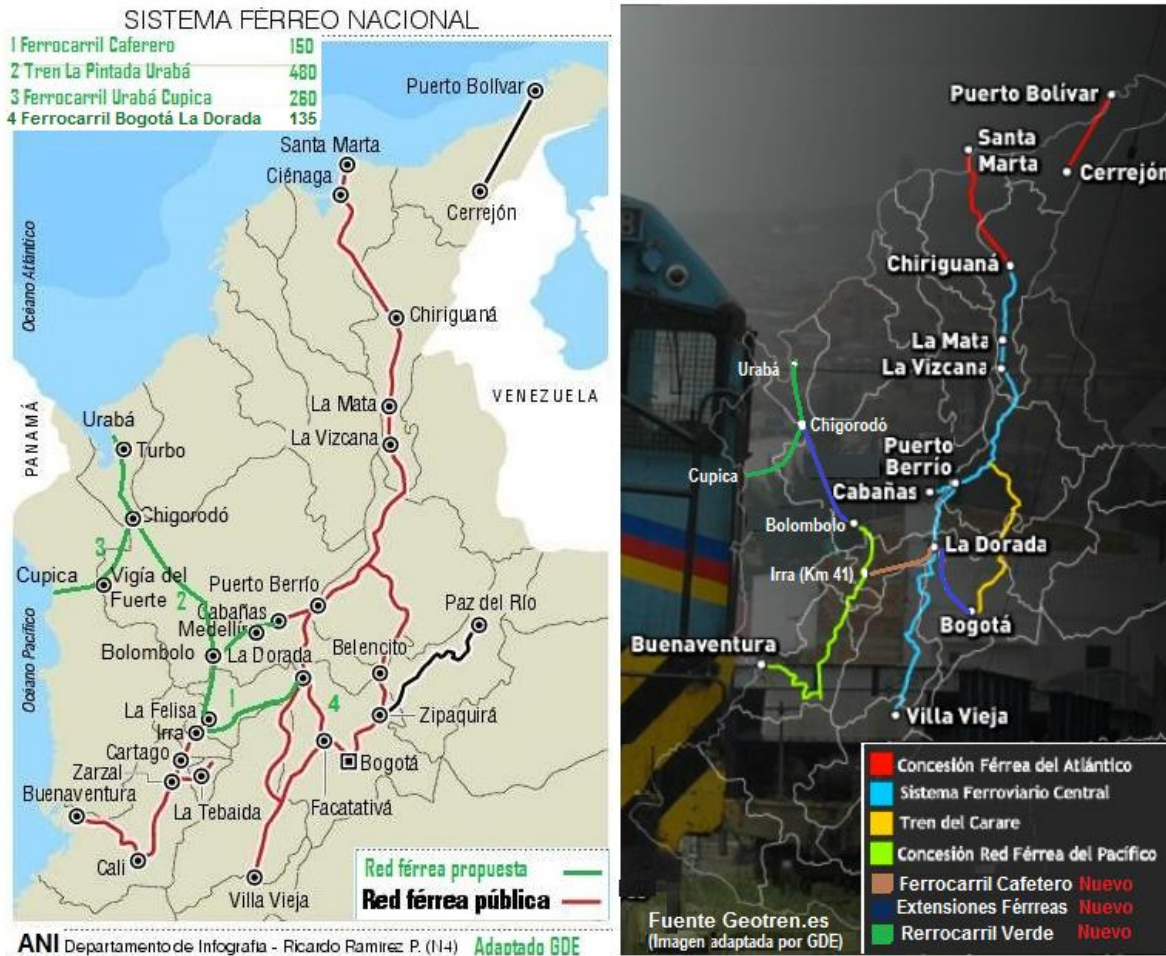 SISTEMA FÉRREO NACIONAL
1 Ferrocarril Caferero 150
2 Tren La Pintada Urabá 480
3 Ferrocarril Urabá Cupica 260
4 Ferrocarril Bogotá La Dorada 135
Puerto Bolívar
Santa Marta
Ciénaga
Cerrejón
Océano Atlántico
Chiriguaná
PANAMÁ
VENEZUELA
La Mata
La Vizcana
Urabá
Turbo
Chigorodó
3
Cupica
Vigía del
Fuerte
2
Puerto Berrío
Cabañas
Medellín
Paz del Río
Océano Pacífico
Bolombolo
La Dorada
Belencito
1
4
La Felisa
Irra
Zipaquirá
Cartago
Zarzal
Bogotá
Buenaventura
La Tebaida
Facatativá
Cali
Villa Vieja
Red férrea propuesta
Red férrea pública
ANI Departamento de Infografia - Ricardo Ramirez P. (N4) Adaptado GDE
Puerto Bolívar
Santa
Marta
Cerrejón
Chiriguaná
La Mata
La Vizcana
Urabá
Chigorodó
Cupica
Puerto
Berrío
Cabañas
Bolombolo
La Dorada
Irra (Km 41)
Bogotá
Buenaventura
Villa Vieja
Concesión Férrea del Atlántico
Sistema Ferroviario Central
Tren del Carare
Concesión Red Férrea del Pacífico
Ferrocarril Cafetero Nuevo
Extensiones Férrreas Nuevo
Rerrocarril Verde Nuevo
Fuente Geotren.es
(Imagen adaptada por GDE)